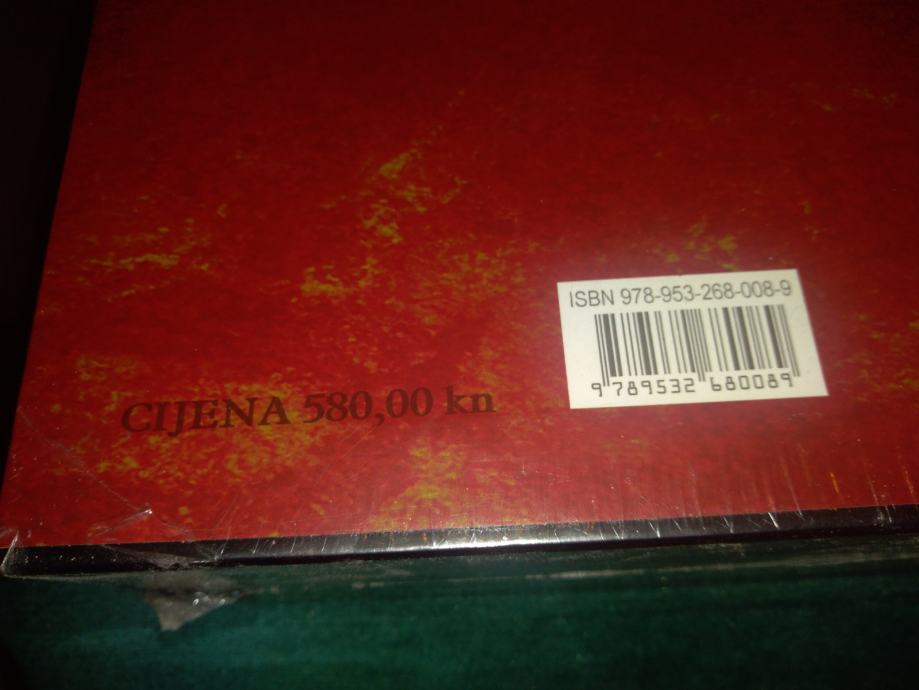 ISBN 978-953-268-008-9
9 789532 680089
CIJENA 580,00 kn